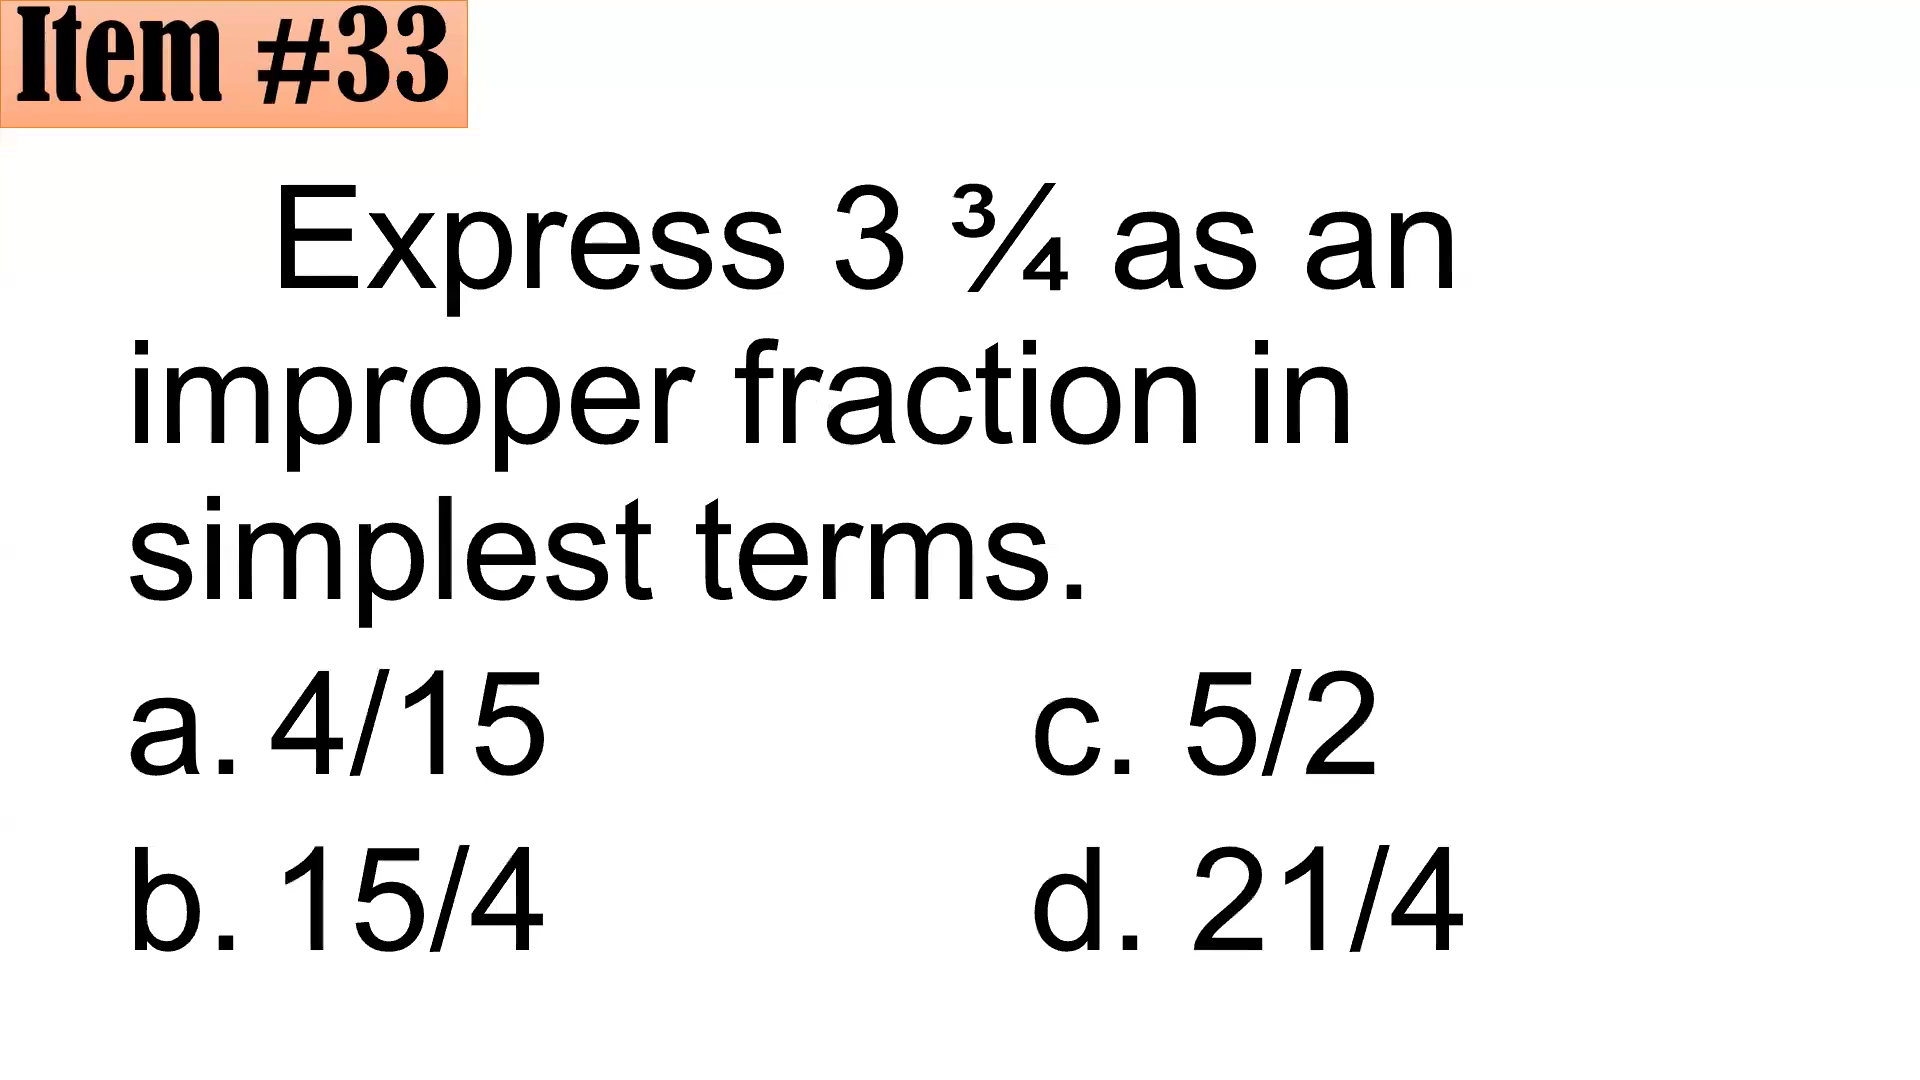 Item #33
Express 3 ¾ as an
improper fraction in
simplest terms.
a. 4/15 c. 5/2
b. 15/4 d. 21/4